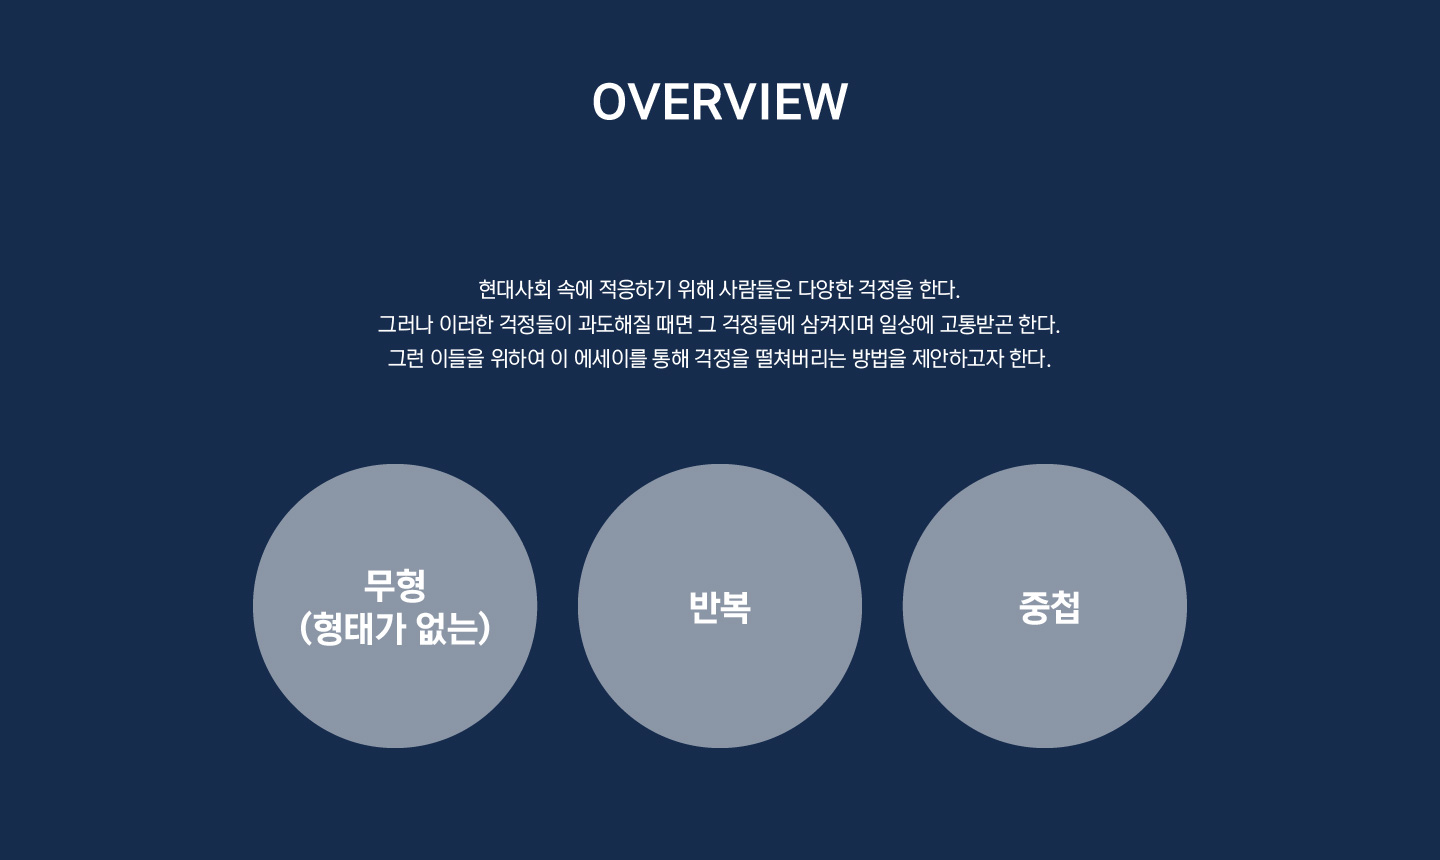 OVERVIEW
현대사회 속에 적응하기 위해 사람들은 다양한 걱정을 한다.
그러나 이러한 걱정들이 과도해질 때면 그 걱정들에 삼켜지며 일상에 고통받곤 한다.
그런 이들을 위하여 이 에세이를 통해 걱정을 떨쳐버리는 방법을 제안하고자 한다.
무형
(형태가 없는)
반복
중첩